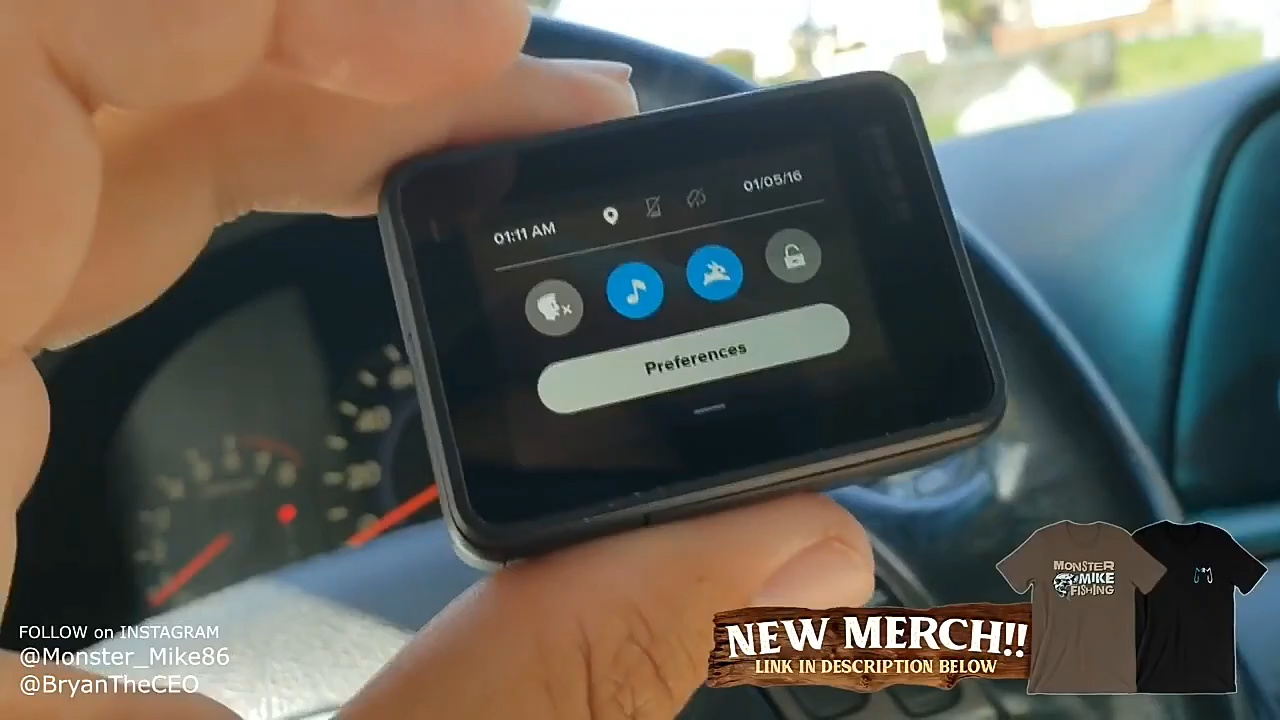 01:11 AM
01/05/16
Preferences
FOLLOW on INSTAGRAM
@Monster_Mike86
@BryanTheCEO
NEW MERCH!!
LINK IN DESCRIPTION BELOW
MONSTER
MIKE
FISHING